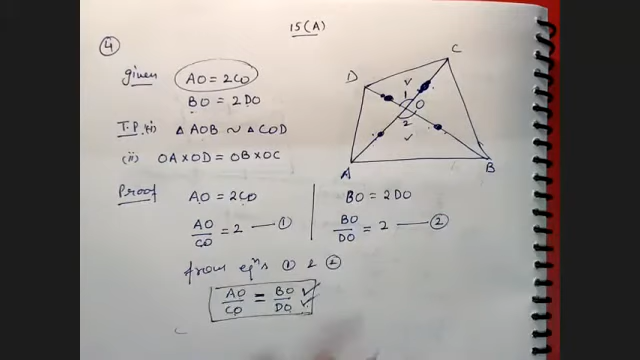 15(A)
4
given AO = 2CO
BO = 2DO
T.P.(i) △AOB ~ △COD
(ii) OA×OD = OB×OC
D
C
1
O
2
A
B
Proof AO = 2CO
AO/CO = 2 — ①
BO = 2DO
BO/DO = 2 — ②
from eqⁿs ① & ②
AO/CO = BO/DO